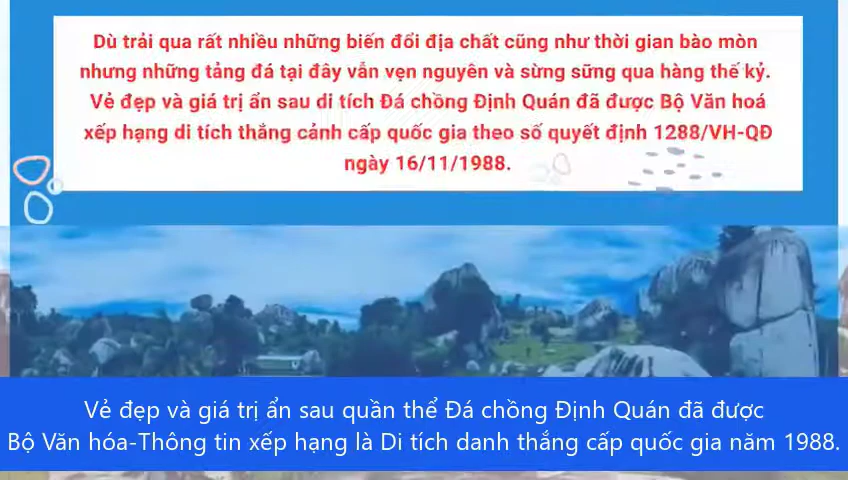 Dù trải qua rất nhiều những biến đổi địa chất cũng như thời gian bào mòn
nhưng những tảng đá tại đây vẫn vẹn nguyên và sừng sững qua hàng thế kỷ.
Vẻ đẹp và giá trị ẩn sau di tích Đá chồng Định Quán đã được Bộ Văn hoá
xếp hạng di tích thắng cảnh cấp quốc gia theo số quyết định 1288/VH-QĐ
ngày 16/11/1988.
Vẻ đẹp và giá trị ẩn sau quần thể Đá chồng Định Quán đã được
Bộ Văn hóa-Thông tin xếp hạng là Di tích danh thắng cấp quốc gia năm 1988.